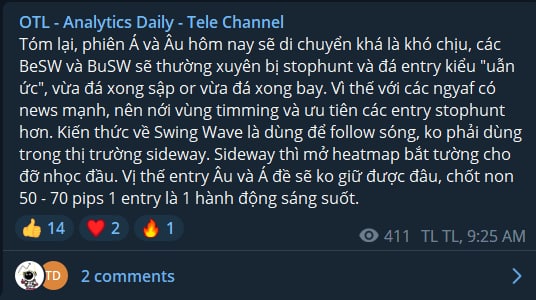 OTL - Analytics Daily - Tele Channel
Tóm lại, phiên Á và Âu hôm nay sẽ di chuyển khá là khó chịu, các
BeSW và BuSW sẽ thường xuyên bị stophunt và đá entry kiểu "uẫn
ức", vừa đá xong sập or vừa đá xong bay. Vì thế với các ngyaf có
news mạnh, nên nới vùng timming và ưu tiên các entry stophunt
hơn. Kiến thức về Swing Wave là dùng để follow sóng, ko phải dùng
trong thị trường sideway. Sideway thì mở heatmap bắt tường cho
đỡ nhọc đầu. Vị thế entry Âu và Á đề sẽ ko giữ được đâu, chốt non
50 - 70 pips 1 entry là 1 hành động sáng suốt.
👍 14 ❤️ 2 🔥 1
411 TL TL, 9:25 AM
TD 2 comments